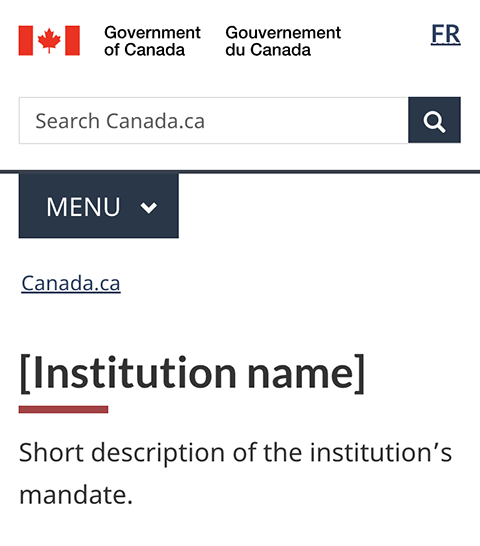 Government of Canada
Gouvernement du Canada
FR
Search Canada.ca
MENU
Canada.ca
[Institution name]
Short description of the institution’s
mandate.